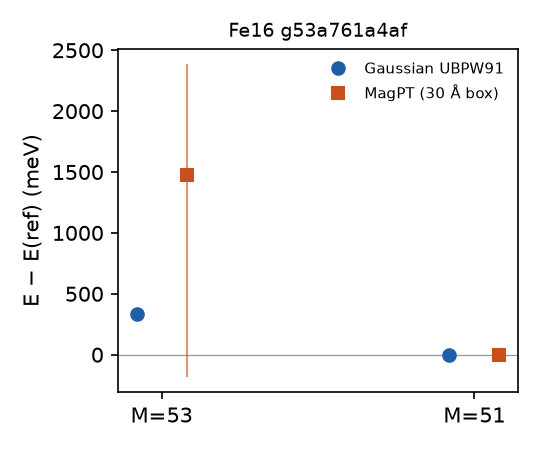 Fe16 g53a761a4af
Gaussian UBPW91
MagPT (30 Å box)
E − E(ref) (meV)
2500
2000
1500
1000
500
0
M=53
M=51